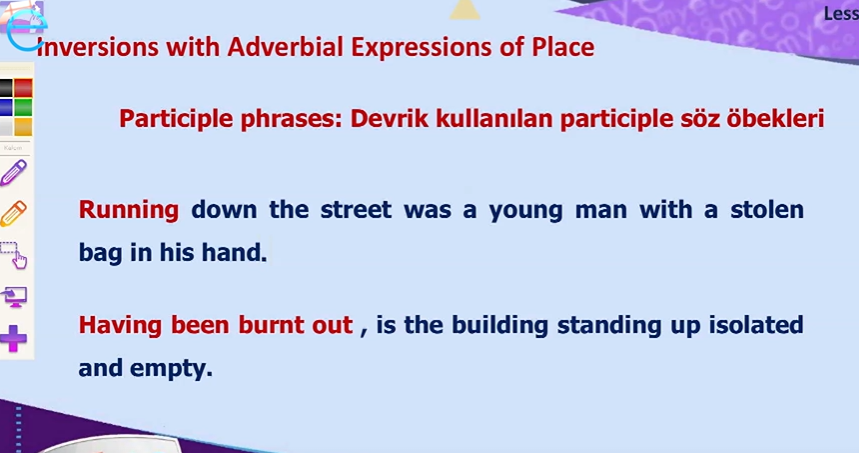 Less
Inversions with Adverbial Expressions of Place
Participle phrases: Devrik kullanılan participle söz öbekleri
Running down the street was a young man with a stolen
bag in his hand.
Having been burnt out , is the building standing up isolated
and empty.